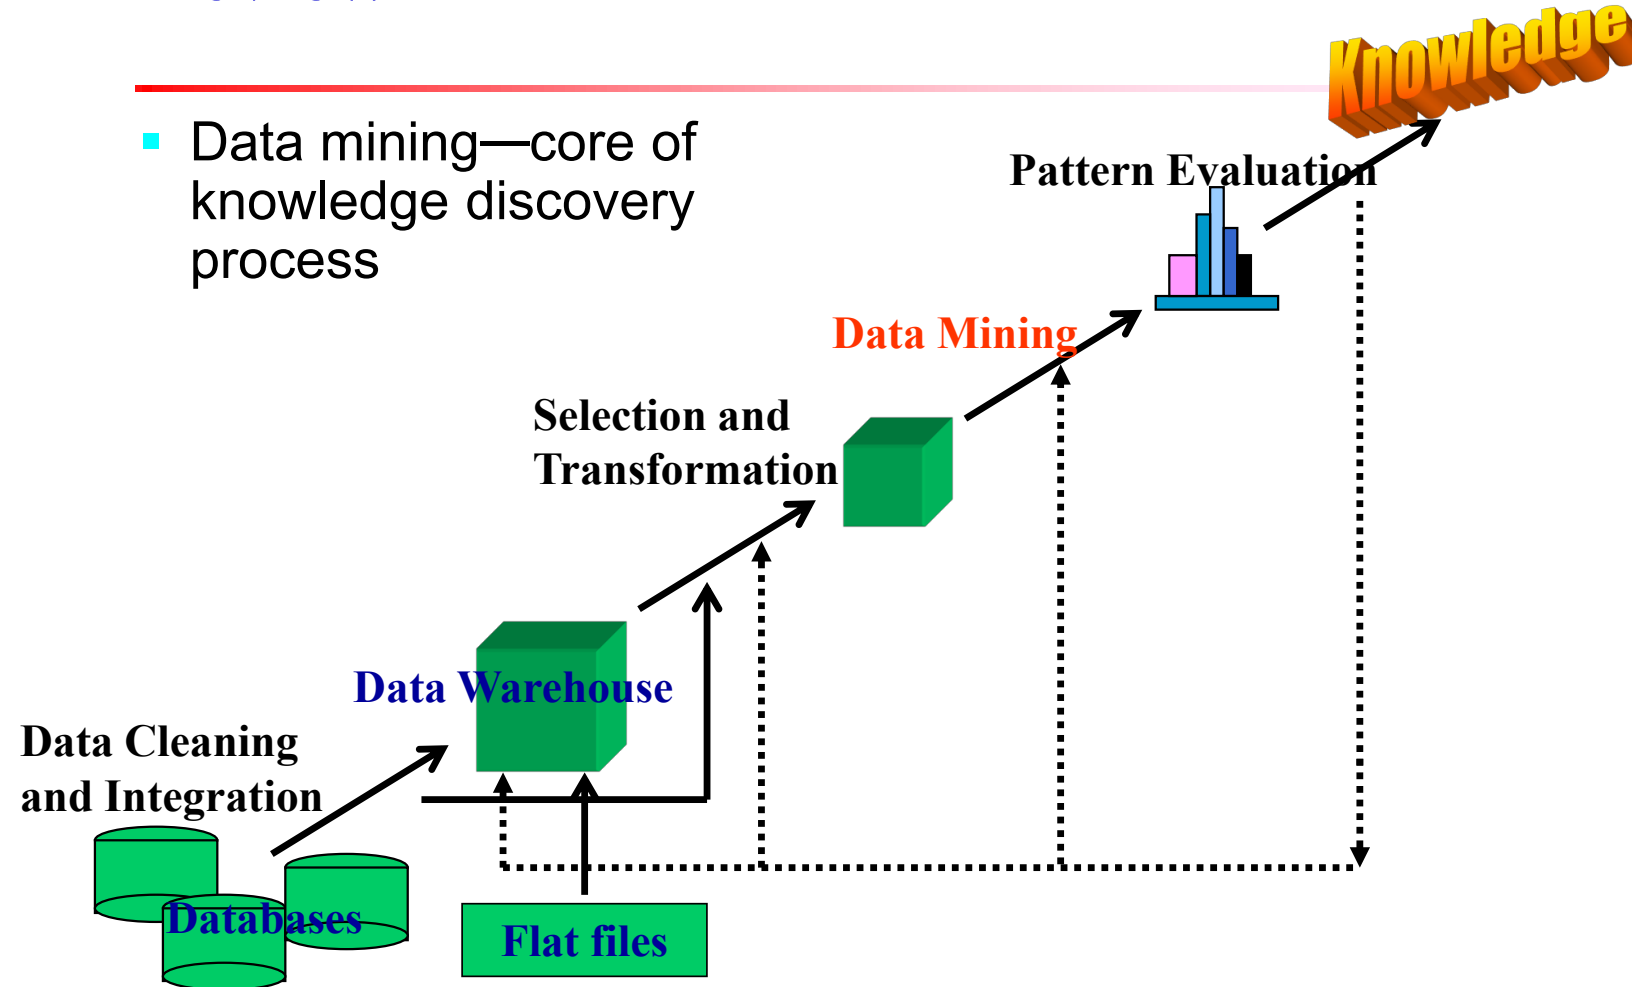 Knowledge
Data mining—core of
knowledge discovery
process
Pattern Evaluation
Data Mining
Selection and
Transformation
Data Warehouse
Data Cleaning
and Integration
Databases
Flat files